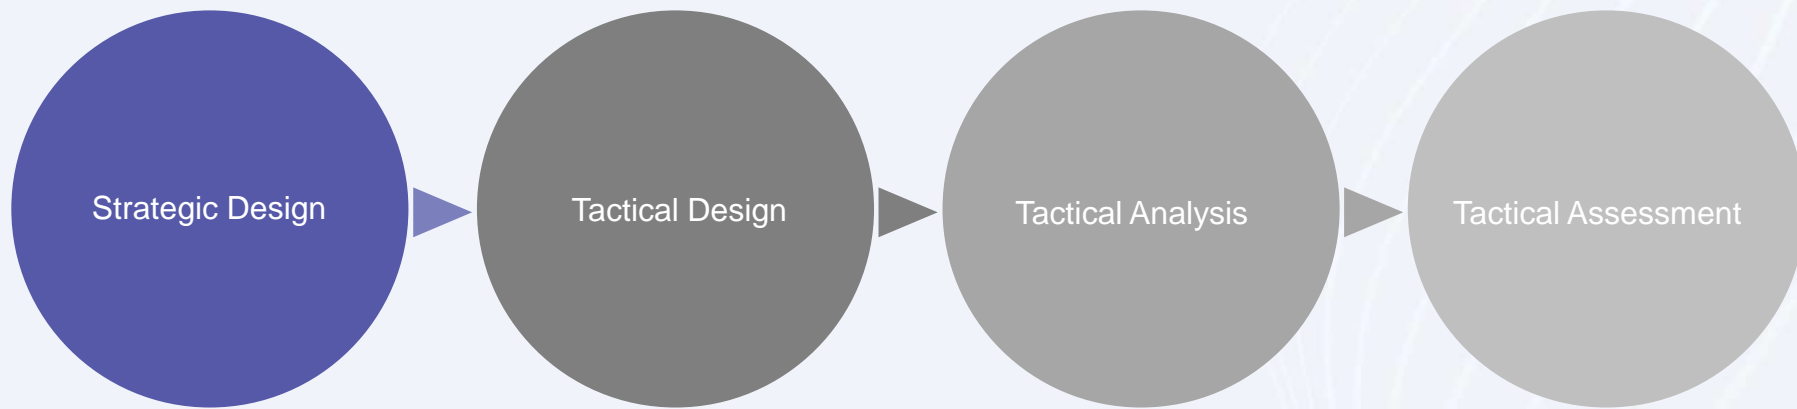 Strategic Design
Tactical Design
Tactical Analysis
Tactical Assessment